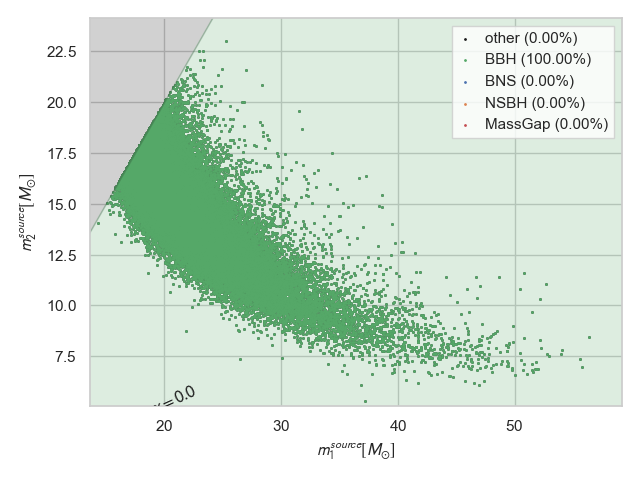 other (0.00%)
BBH (100.00%)
BNS (0.00%)
NSBH (0.00%)
MassGap (0.00%)
22.5
20.0
17.5
15.0
12.5
10.0
7.5
m₂^source[M☉]
=0.0
20 30 40 50
m₁^source[M☉]